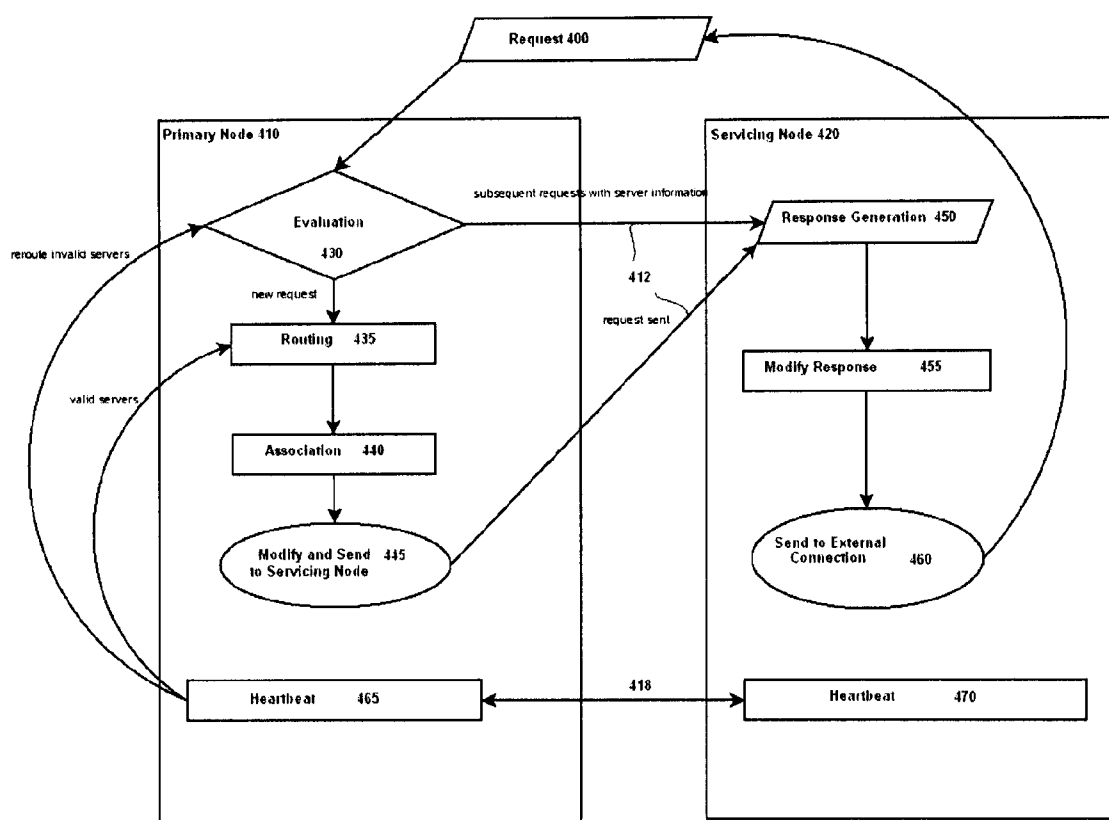 Request 400
Primary Node 410
Servicing Node 420
subsequent requests with server information
Evaluation
430
Response Generation 450
reroute invalid servers
412
new request
request sent
Routing 435
Modify Response 455
valid servers
Association 440
Modify and Send 445
to Servicing Node
Send to External
Connection 460
418
Heartbeat 465
Heartbeat 470